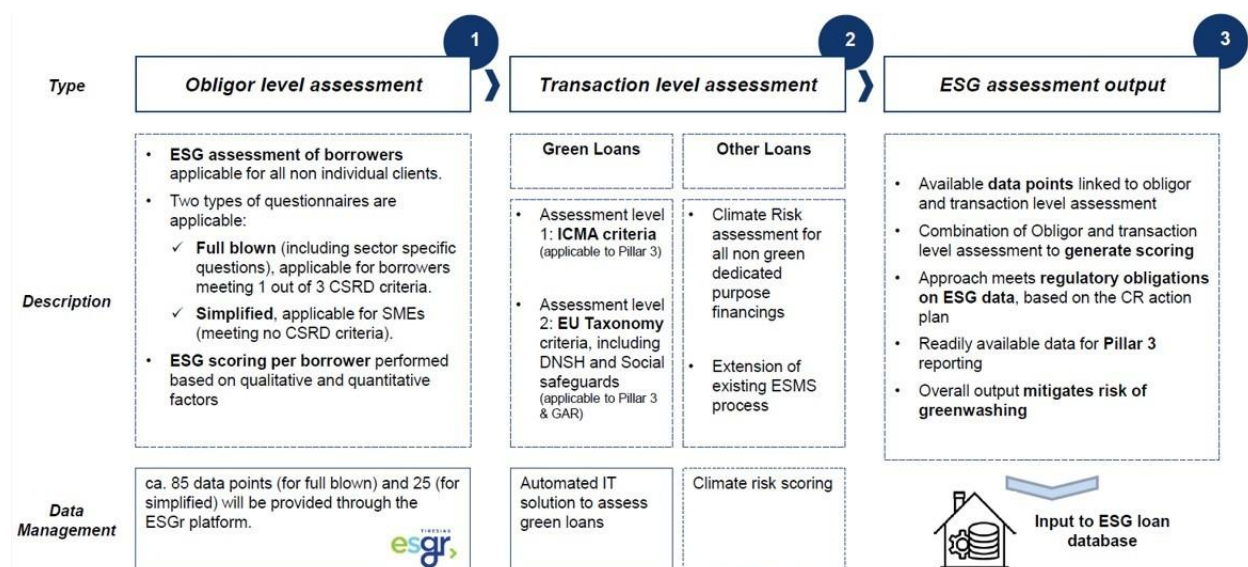 1
2
3
Type
Obligor level assessment
Transaction level assessment
ESG assessment output
Description
• ESG assessment of borrowers
applicable for all non individual clients.
• Two types of questionnaires are
applicable:
✓ Full blown (including sector specific
questions), applicable for borrowers
meeting 1 out of 3 CSRD criteria.
✓ Simplified, applicable for SMEs
(meeting no CSRD criteria).
• ESG scoring per borrower performed
based on qualitative and quantitative
factors
Green Loans
• Assessment level
1: ICMA criteria
(applicable to Pillar 3)
• Assessment level
2: EU Taxonomy
criteria, including
DNSH and Social
safeguards
(applicable to Pillar 3
& GAR)
Other Loans
• Climate Risk
assessment for
all non green
dedicated
purpose
financings
• Extension of
existing ESMS
process
• Available data points linked to obligor
and transaction level assessment
• Combination of Obligor and transaction
level assessment to generate scoring
• Approach meets regulatory obligations
on ESG data, based on the CR action
plan
• Readily available data for Pillar 3
reporting
• Overall output mitigates risk of
greenwashing
Data
Management
ca. 85 data points (for full blown) and 25 (for
simplified) will be provided through the
ESGr platform.
TIRESIAS
esgr
Automated IT
solution to assess
green loans
Climate risk scoring
Input to ESG loan
database